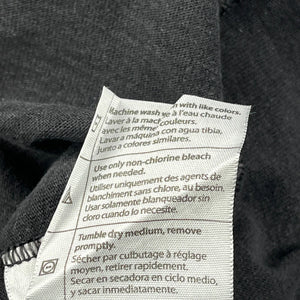 with like colors.
Machine wash
e à l'eau chaude
Laver à la mach
couleurs.
avec les même
Lavar a máquina con agua tibia,
junto a colores similares.
Use only non-chlorine bleach
when needed.
Utiliser uniquement des agents de
blanchiment sans chlore, au besoin.
Usar solamente blanqueador sin
cloro cuando lo necesite.
Tumble dry medium, remove
promptly.
Sécher par culbutage à réglage
moyen, retirer rapidement.
Secar en secadora en ciclo medio,
y sacar inmediatamente.